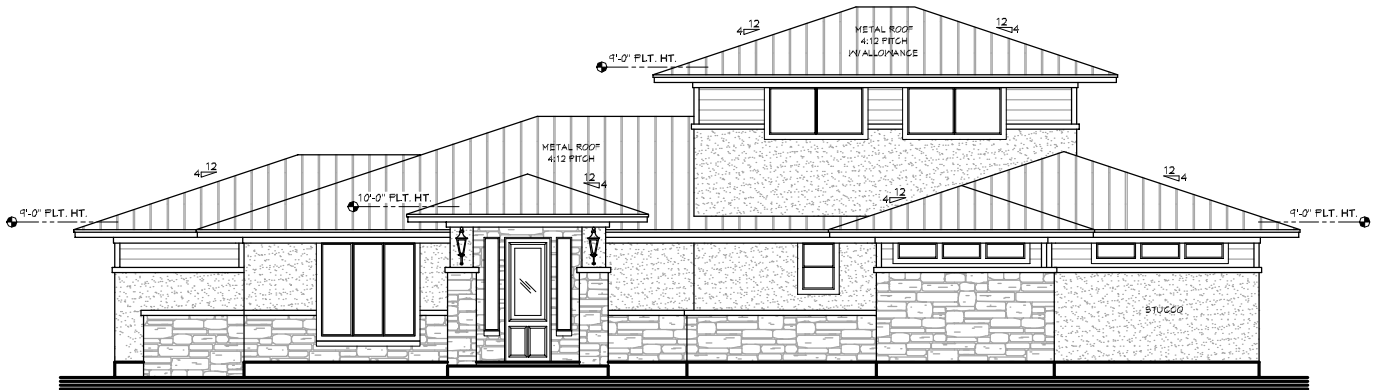 12
4
METAL ROOF
4:12 PITCH
W/ ALLOWANCE
12
4
9'-0" PLT. HT.
METAL ROOF
4:12 PITCH
12
4
12
4
12
4
12
4
10'-0" PLT. HT.
9'-0" PLT. HT.
9'-0" PLT. HT.
STUCCO